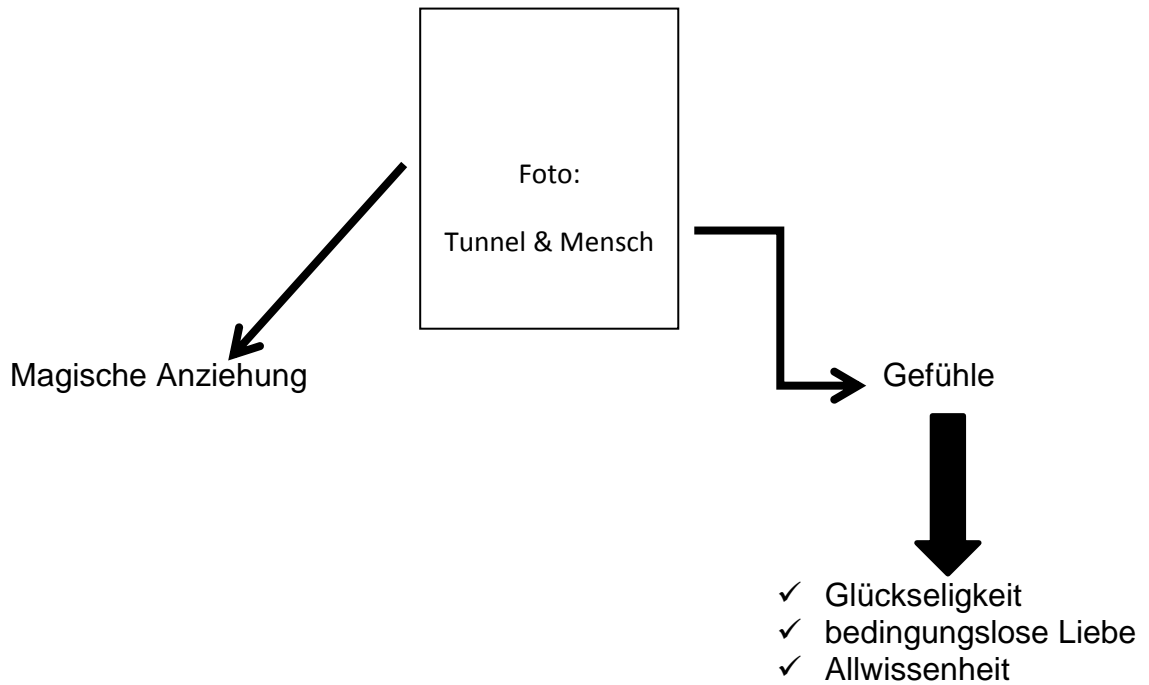 Foto:
Tunnel & Mensch
Magische Anziehung
Gefühle
✓ Glückseligkeit
✓ bedingungslose Liebe
✓ Allwissenheit